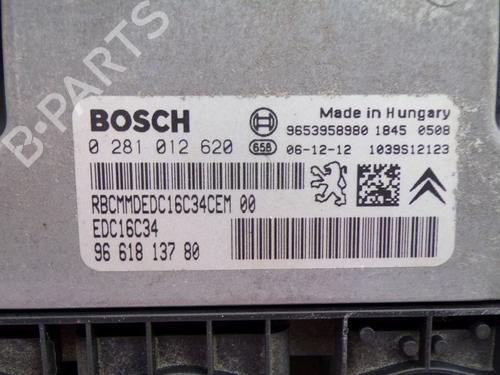 B-PARTS
BOSCH
Made in Hungary
9653958980 1845 0508
0 281 012 620 658 06-12-12 1039S12123
RBCMMDEDC16C34CEM 00
EDC16C34
96 618 137 80